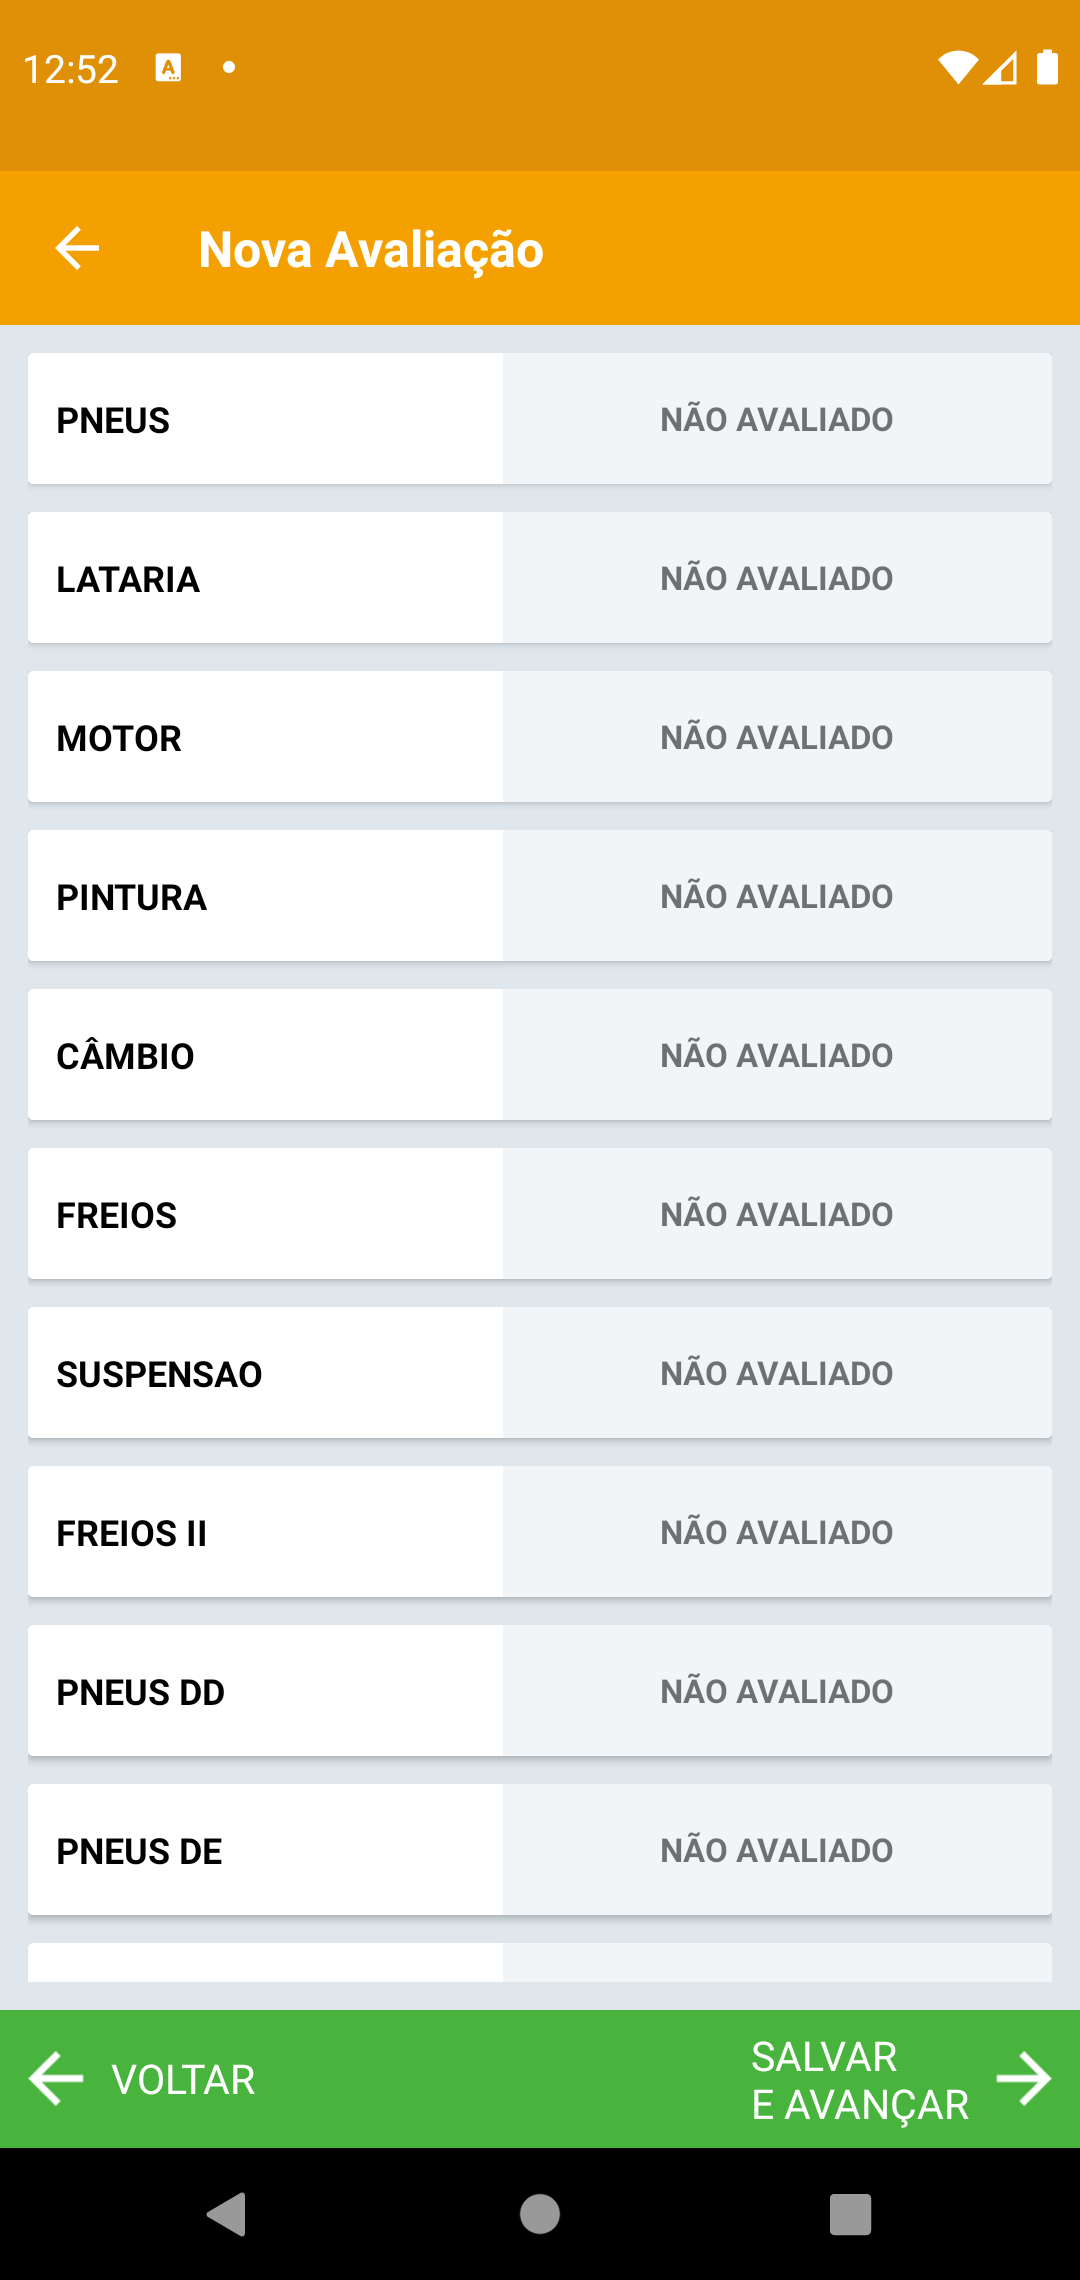 12:52
Nova Avaliação
PNEUS NÃO AVALIADO
LATARIA NÃO AVALIADO
MOTOR NÃO AVALIADO
PINTURA NÃO AVALIADO
CÂMBIO NÃO AVALIADO
FREIOS NÃO AVALIADO
SUSPENSAO NÃO AVALIADO
FREIOS II NÃO AVALIADO
PNEUS DD NÃO AVALIADO
PNEUS DE NÃO AVALIADO
VOLTAR
SALVAR
E AVANÇAR